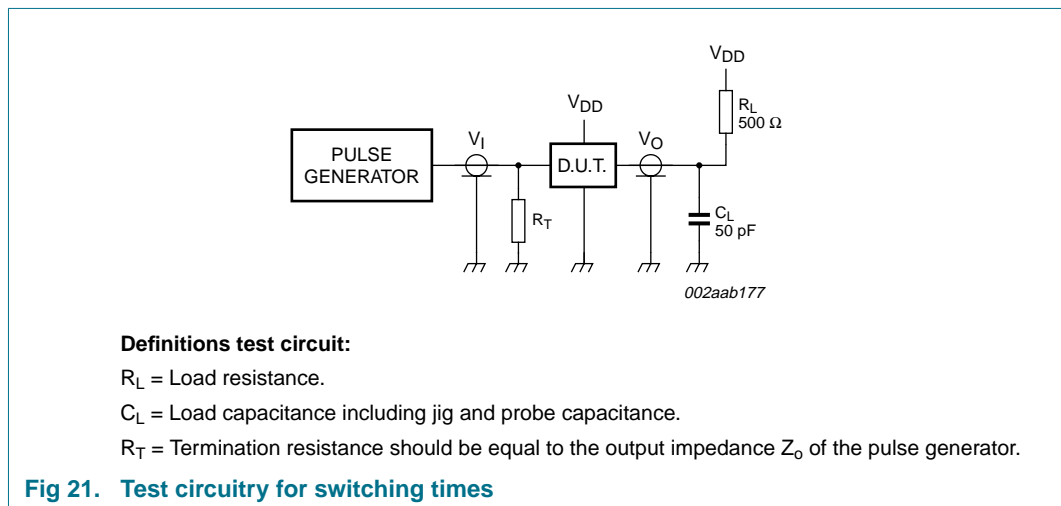 VDD
RL
500 Ω
VDD
VI
VO
PULSE
GENERATOR
D.U.T.
RT
CL
50 pF
002aab177
Definitions test circuit:
RL = Load resistance.
CL = Load capacitance including jig and probe capacitance.
RT = Termination resistance should be equal to the output impedance Zo of the pulse generator.
Fig 21. Test circuitry for switching times